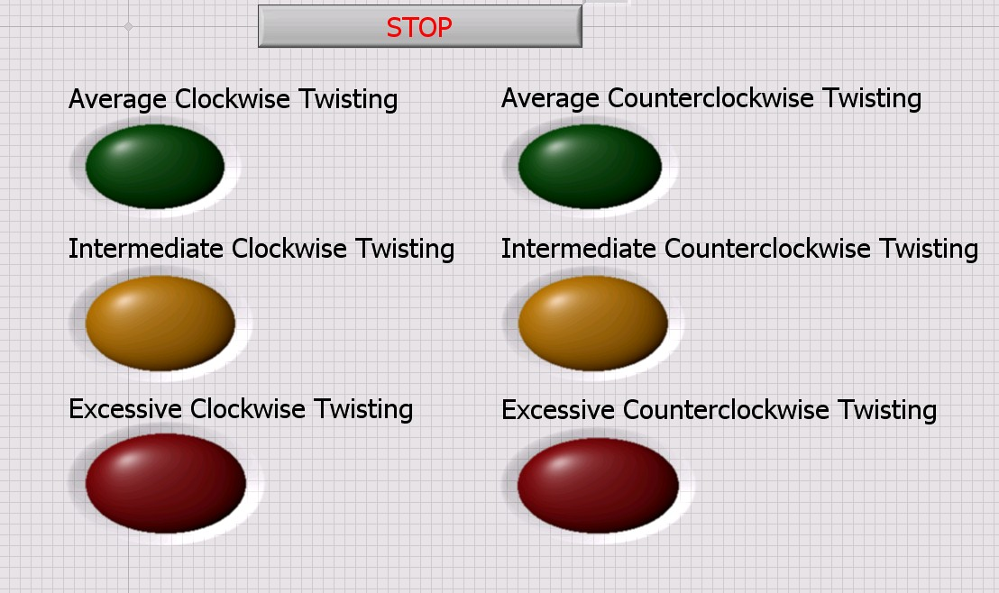 STOP
Average Clockwise Twisting
Average Counterclockwise Twisting
Intermediate Clockwise Twisting
Intermediate Counterclockwise Twisting
Excessive Clockwise Twisting
Excessive Counterclockwise Twisting